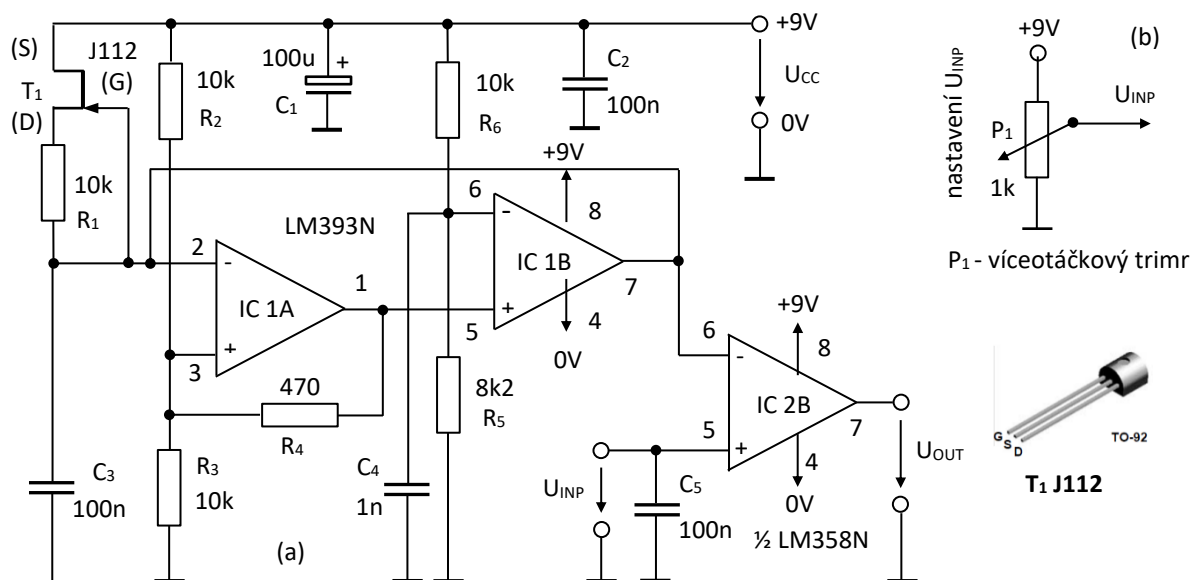 (S)
J112
(G)
T1
(D)
10k
R1
10k
R2
100u
+
C1
10k
R6
C2
100n
+9V
UCC
0V
(b)
+9V
nastavení UINP
P1
1k
UINP
P1 - víceotáčkový trimr
LM393N
2
-
IC 1A
1
+
3
470
R4
+9V
6
-
8
IC 1B
7
+
5
4
0V
8k2
R5
C3
100n
R3
10k
C4
1n
(a)
+9V
6
-
8
IC 2B
7
5
+
4
0V
UINP
C5
100n
UOUT
½ LM358N
G
S
D
TO-92
T1 J112